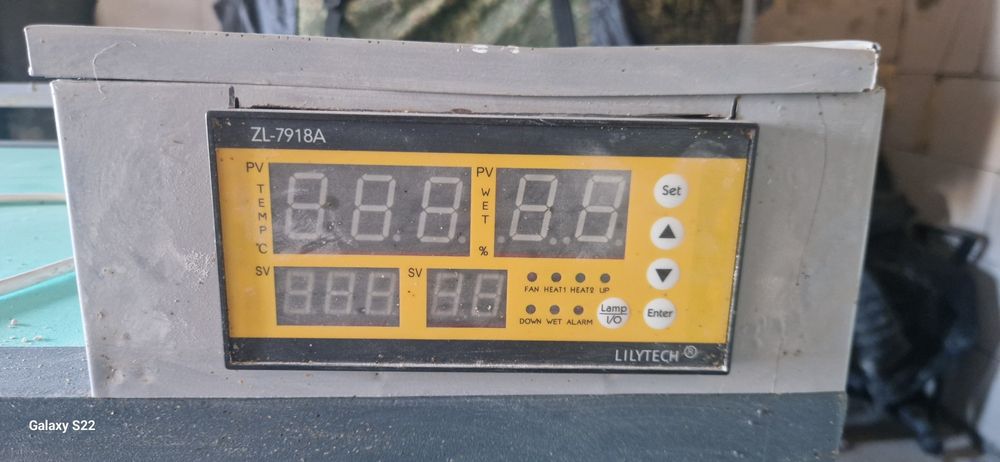 ZL-7918A
PV
TEMP
℃
PV
WET
%
Set
▲
▼
SV
SV
FAN HEAT1 HEAT2 UP
DOWN WET ALARM
Lamp
I/O
Enter
LILYTECH ®
Galaxy S22